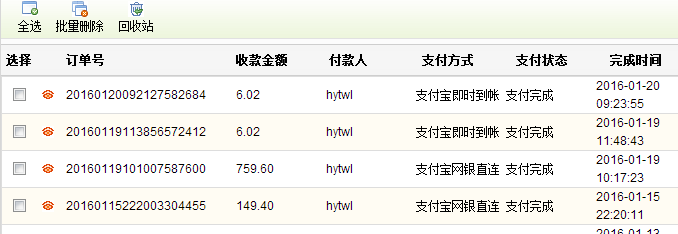 全选 批量删除 回收站
选择 订单号 收款金额 付款人 支付方式 支付状态 完成时间
20160120092127582684 6.02 hytwl 支付宝即时到帐 支付完成 2016-01-20
09:23:55
20160119113856572412 6.02 hytwl 支付宝即时到帐 支付完成 2016-01-19
11:48:43
20160119101007587600 759.60 hytwl 支付宝网银直连 支付完成 2016-01-19
10:17:23
20160115222003304455 149.40 hytwl 支付宝网银直连 支付完成 2016-01-15
22:20:11
2016-01-13